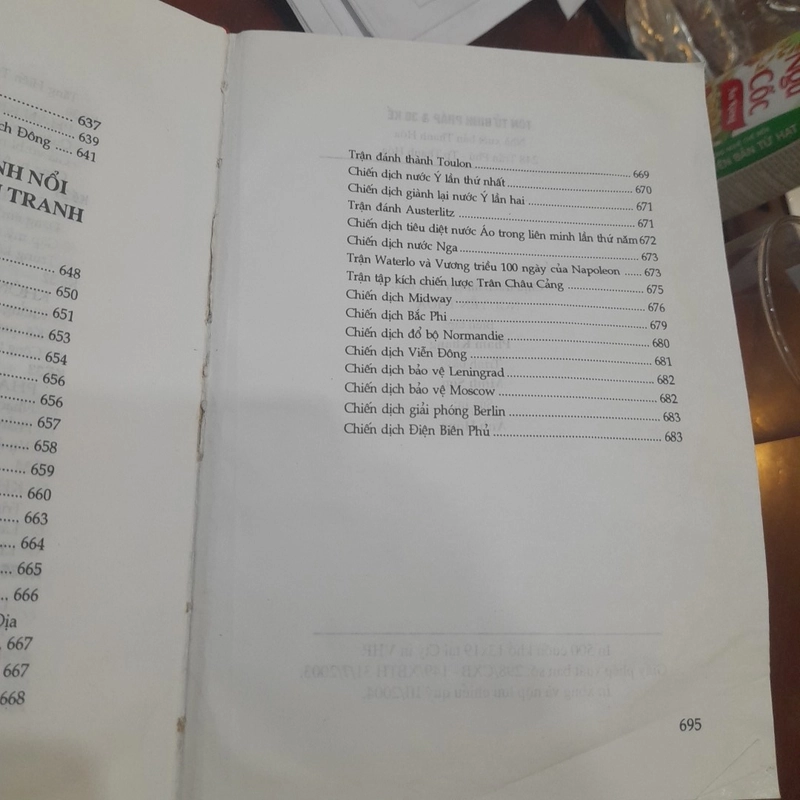 637
639
ch Đông ..... 641
NH NỔI
TRANH
648
650
651
653
654
656
656
657
658
659
660
663
664
665
666
Địa
667
667
668
Trận đánh thành Toulon ..... 669
Chiến dịch nước Ý lần thứ nhất ..... 670
Chiến dịch giành lại nước Ý lần hai ..... 671
Trận đánh Austerlitz ..... 671
Chiến dịch tiêu diệt nước Áo trong liên minh lần thứ năm 672
Chiến dịch nước Nga ..... 673
Trận Waterlo và Vương triều 100 ngày của Napoleon ..... 673
Trận tập kích chiến lược Trân Châu Cảng ..... 675
Chiến dịch Midway ..... 676
Chiến dịch Bắc Phi ..... 679
Chiến dịch đổ bộ Normandie ..... 680
Chiến dịch Viễn Đông ..... 681
Chiến dịch bảo vệ Leningrad ..... 682
Chiến dịch bảo vệ Moscow ..... 682
Chiến dịch giải phóng Berlin ..... 683
Chiến dịch Điện Biên Phủ ..... 683
695
Ngũ
Cốc